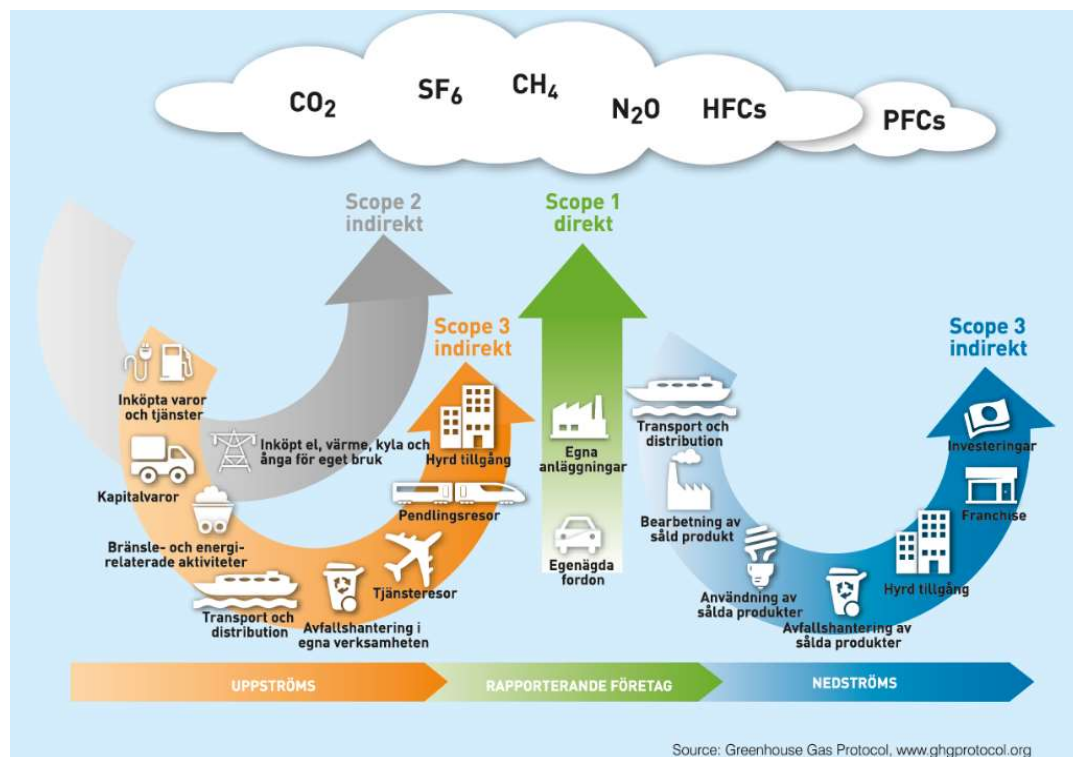 CO₂
SF₆
CH₄
N₂O
HFCs
PFCs
Scope 2
indirekt
Scope 1
direkt
Scope 3
indirekt
Scope 3
indirekt
Inköpta varor
och tjänster
Kapitalvaror
Bränsle- och energi-
relaterade aktiviteter
Transport och
distribution
Avfallshantering i
egna verksamheten
Tjänsteresor
Pendlingsresor
Hyrd tillgång
Inköpt el, värme, kyla och
ånga för eget bruk
Egna
anläggningar
Egenägda
fordon
Transport och
distribution
Bearbetning av
såld produkt
Användning av
sålda produkter
Avfallshantering av
sålda produkter
Hyrd tillgång
Franchise
Investeringar
UPPSTRÖMS
RAPPORTERANDE FÖRETAG
NEDSTRÖMS
Source: Greenhouse Gas Protocol, www.ghgprotocol.org